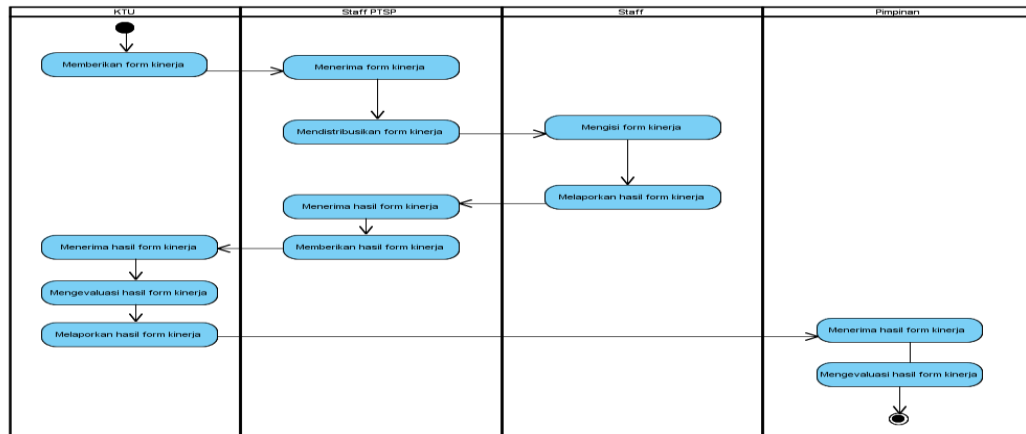 KTU
Staff PTSP
Staff
Pimpinan
Memberikan form kinerja
Menerima form kinerja
Mendistribusikan form kinerja
Mengisi form kinerja
Melaporkan hasil form kinerja
Menerima hasil form kinerja
Memberikan hasil form kinerja
Menerima hasil form kinerja
Mengevaluasi hasil form kinerja
Melaporkan hasil form kinerja
Menerima hasil form kinerja
Mengevaluasi hasil form kinerja